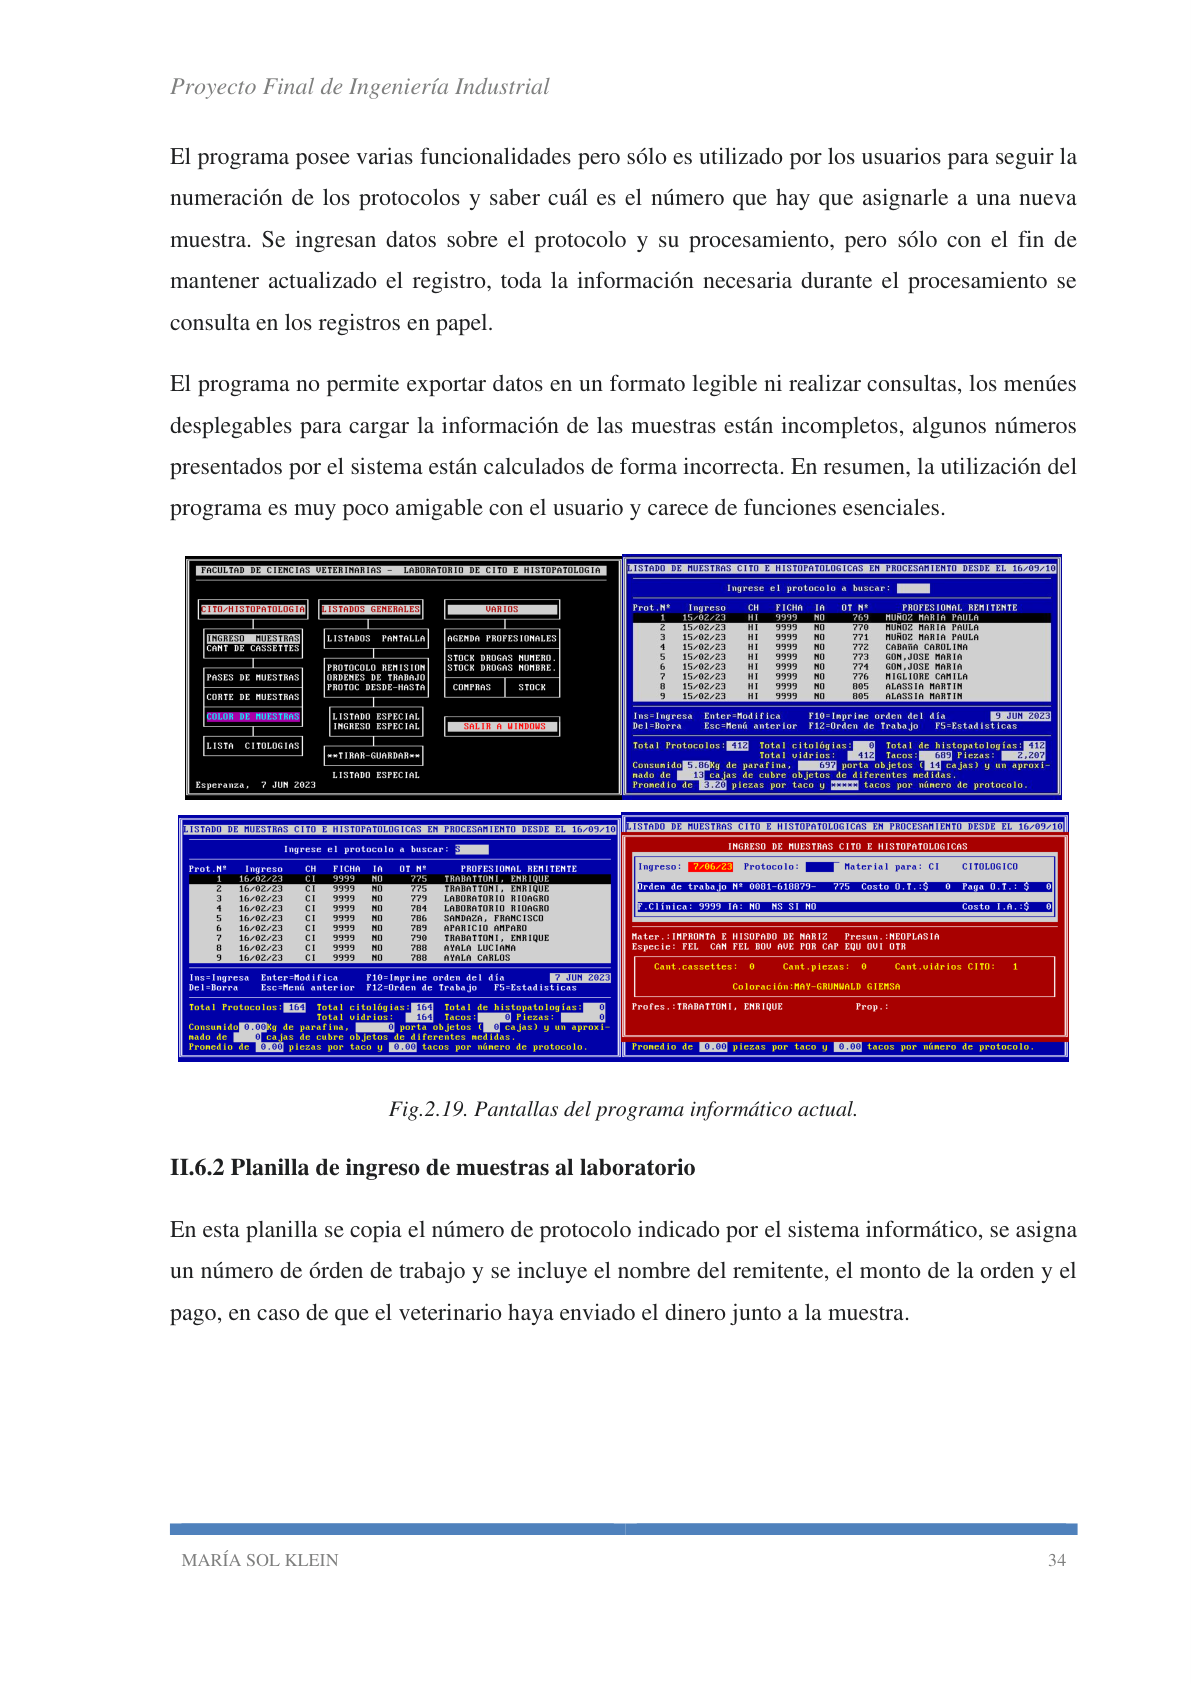 Proyecto Final de Ingeniería Industrial
El programa posee varias funcionalidades pero sólo es utilizado por los usuarios para seguir la
numeración de los protocolos y saber cuál es el número que hay que asignarle a una nueva
muestra. Se ingresan datos sobre el protocolo y su procesamiento, pero sólo con el fin de
mantener actualizado el registro, toda la información necesaria durante el procesamiento se
consulta en los registros en papel.
El programa no permite exportar datos en un formato legible ni realizar consultas, los menúes
desplegables para cargar la información de las muestras están incompletos, algunos números
presentados por el sistema están calculados de forma incorrecta. En resumen, la utilización del
programa es muy poco amigable con el usuario y carece de funciones esenciales.
FACULTAD DE CIENCIAS VETERINARIAS - LABORATORIO DE CITO E HISTOPATOLOGIA
CITO/HISTOPATOLOGIA
INGRESO MUESTRAS
CANT DE CASSETTES
PASES DE MUESTRAS
CORTE DE MUESTRAS
COLOR DE MUESTRAS
LISTA CITOLOGIAS
LISTADOS GENERALES
LISTADOS PANTALLA
PROTOCOLO REMISION
ORDENES DE TRABAJO
PROTOC DESDE-HASTA
LISTADO ESPECIAL
INGRESO ESPECIAL
**TIRAR-GUARDAR**
LISTADO ESPECIAL
VARIOS
AGENDA PROFESIONALES
STOCK DROGAS NUMERO.
STOCK DROGAS NOMBRE.
COMPRAS STOCK
SALIR A WINDOWS
Esperanza, 7 JUN 2023
LISTADO DE MUESTRAS CITO E HISTOPATOLOGICAS EN PROCESAMIENTO DESDE EL 16/09/10
Ingrese el protocolo a buscar:
Prot.Nº Ingreso CH FICHA IA OT Nº PROFESIONAL REMITENTE
1 15/02/23 HI 9999 NO 769 MUÑOZ MARIA PAULA
2 15/02/23 HI 9999 NO 770 MUÑOZ MARIA PAULA
3 15/02/23 HI 9999 NO 771 MUÑOZ MARIA PAULA
4 15/02/23 HI 9999 NO 772 CABAñA CAROLINA
5 15/02/23 HI 9999 NO 773 GON,JOSE MARIA
6 15/02/23 HI 9999 NO 774 GON,JOSE MARIA
7 15/02/23 HI 9999 NO 776 MIGLIORE CAMILA
8 15/02/23 HI 9999 NO 805 ALASSIA MARTIN
9 15/02/23 HI 9999 NO 805 ALASSIA MARTIN
Ins=Ingresa Enter=Modifica F10=Imprime orden del día 9 JUN 2023
Del=Borra Esc=Menú anterior F12=Orden de Trabajo F5=Estadísticas
Total Protocolos: 412 Total citológias: 0 Total de histopatologías: 412
Total vidrios: 412 Tacos: 689 Piezas: 2,207
Consumido 5.86Kg de parafina, 697 porta objetos ( 14 cajas) y un aproxi-
mado de 13 cajas de cubre objetos de diferentes medidas.
Promedio de 3.20 piezas por taco y ***** tacos por número de protocolo.
LISTADO DE MUESTRAS CITO E HISTOPATOLOGICAS EN PROCESAMIENTO DESDE EL 16/09/10
Ingrese el protocolo a buscar: S
Prot.Nº Ingreso CH FICHA IA OT Nº PROFESIONAL REMITENTE
1 16/02/23 CI 9999 NO 775 TRABATTONI, ENRIQUE
2 16/02/23 CI 9999 NO 775 TRABATTONI, ENRIQUE
3 16/02/23 CI 9999 NO 779 LABORATORIO RIOAGRO
4 16/02/23 CI 9999 NO 784 LABORATORIO RIOAGRO
5 16/02/23 CI 9999 NO 786 SANDAZA, FRANCISCO
6 16/02/23 CI 9999 NO 789 APARICIO AMPARO
7 16/02/23 CI 9999 NO 790 TRABATTONI, ENRIQUE
8 16/02/23 CI 9999 NO 788 AYALA LUCIANA
9 16/02/23 CI 9999 NO 788 AYALA CARLOS
Ins=Ingresa Enter=Modifica F10=Imprime orden del día 7 JUN 2023
Del=Borra Esc=Menú anterior F12=Orden de Trabajo F5=Estadísticas
Total Protocolos: 164 Total citológias: 164 Total de histopatologías: 0
Total vidrios: 164 Tacos: 0 Piezas: 0
Consumido 0.00Kg de parafina, 0 porta objetos ( 0 cajas) y un aproxi-
mado de 0 cajas de cubre objetos de diferentes medidas.
Promedio de 0.00 piezas por taco y 0.00 tacos por número de protocolo.
LISTADO DE MUESTRAS CITO E HISTOPATOLOGICAS EN PROCESAMIENTO DESDE EL 16/09/10
INGRESO DE MUESTRAS CITO E HISTOPATOLOGICAS
Ingreso: 7/06/23 Protocolo: Material para: CI CITOLOGICO
Orden de trabajo Nº 0081-618879- 775 Costo O.T.:$ 0 Paga O.T.: $ 0
F.Clínica: 9999 IA: NO NS SI NO Costo I.A.:$ 0
Mater.:IMPRONTA E HISOPADO DE NARIZ Presun.:NEOPLASIA
Especie: FEL CAN FEL BOV AVE POR CAP EQU OVI OTR
Cant.cassettes: 0 Cant.piezas: 0 Cant.vidrios CITO: 1
Coloración:MAY-GRUNWALD GIEMSA
Profes.:TRABATTONI, ENRIQUE Prop.:
Promedio de 0.00 piezas por taco y 0.00 tacos por número de protocolo.
Fig.2.19. Pantallas del programa informático actual.
II.6.2 Planilla de ingreso de muestras al laboratorio
En esta planilla se copia el número de protocolo indicado por el sistema informático, se asigna
un número de órden de trabajo y se incluye el nombre del remitente, el monto de la orden y el
pago, en caso de que el veterinario haya enviado el dinero junto a la muestra.
MARÍA SOL KLEIN 34